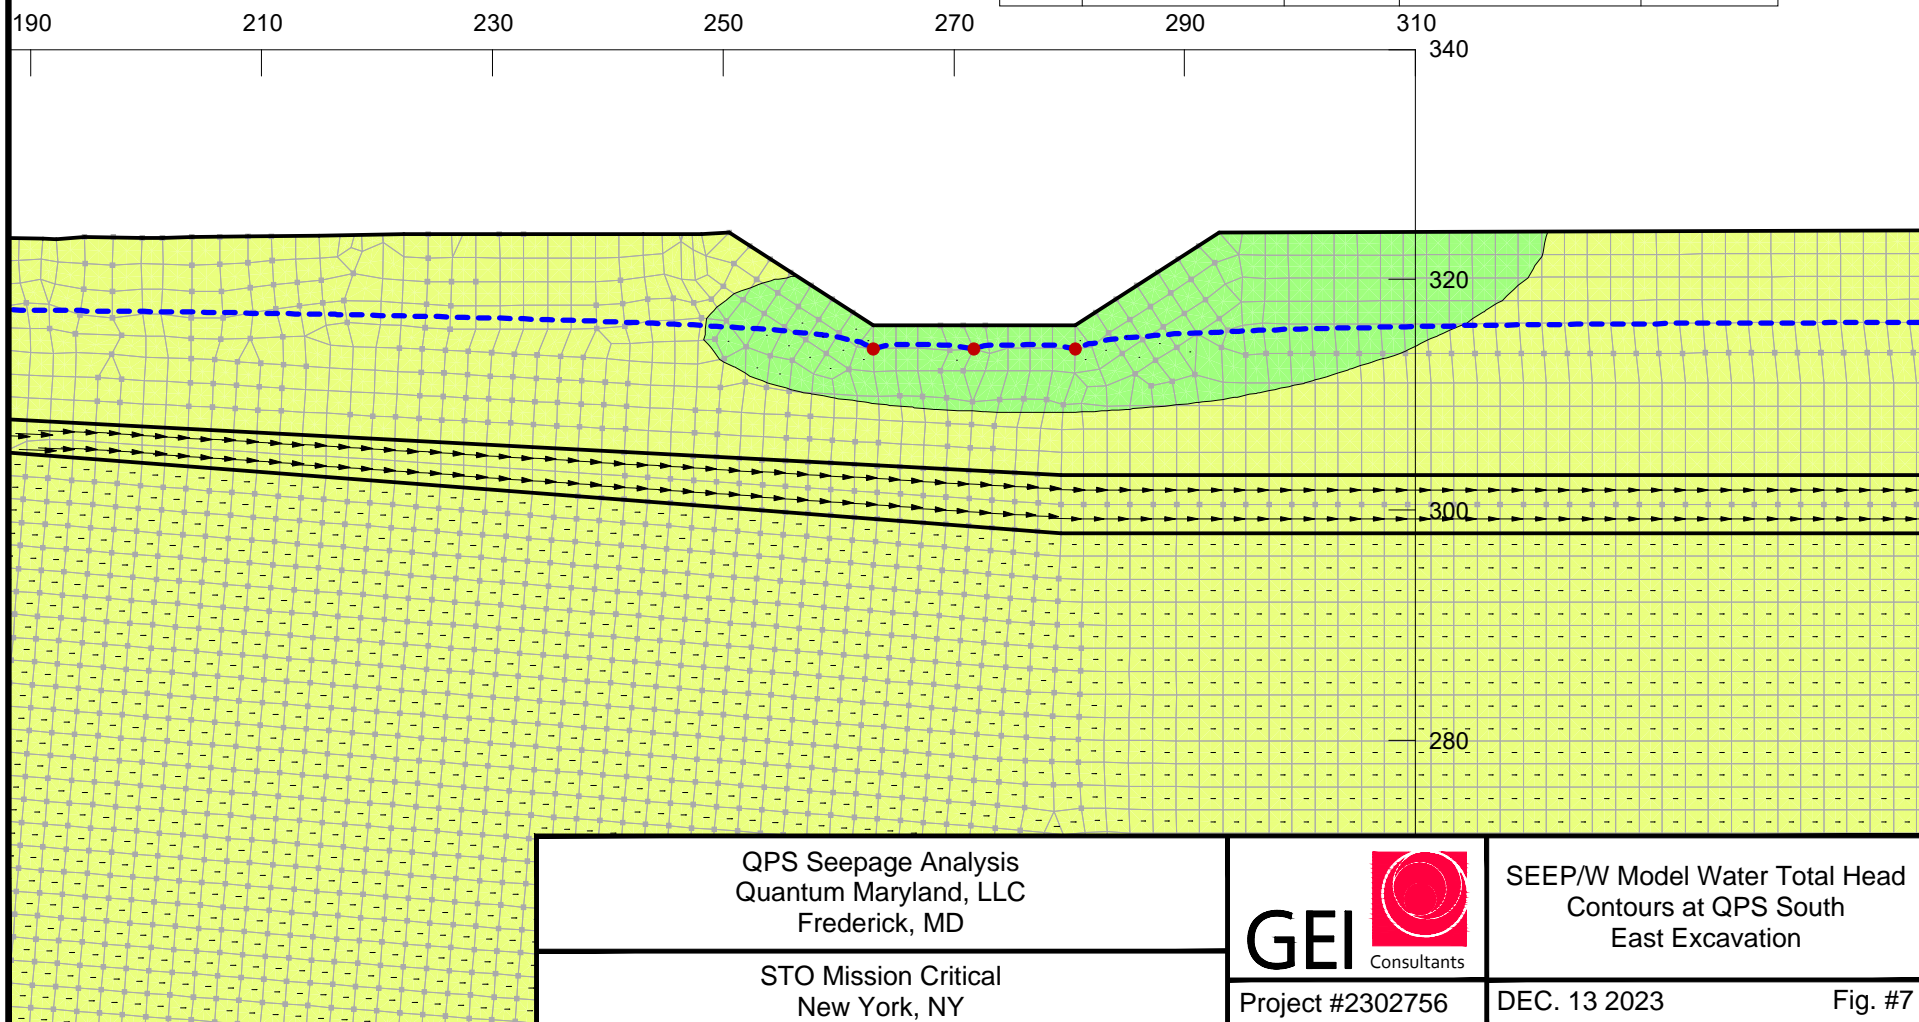 190 210 230 250 270 290 310
340
320
300
280
QPS Seepage Analysis
Quantum Maryland, LLC
Frederick, MD
STO Mission Critical
New York, NY
GEI
Consultants
Project #2302756
SEEP/W Model Water Total Head
Contours at QPS South
East Excavation
DEC. 13 2023 Fig. #7